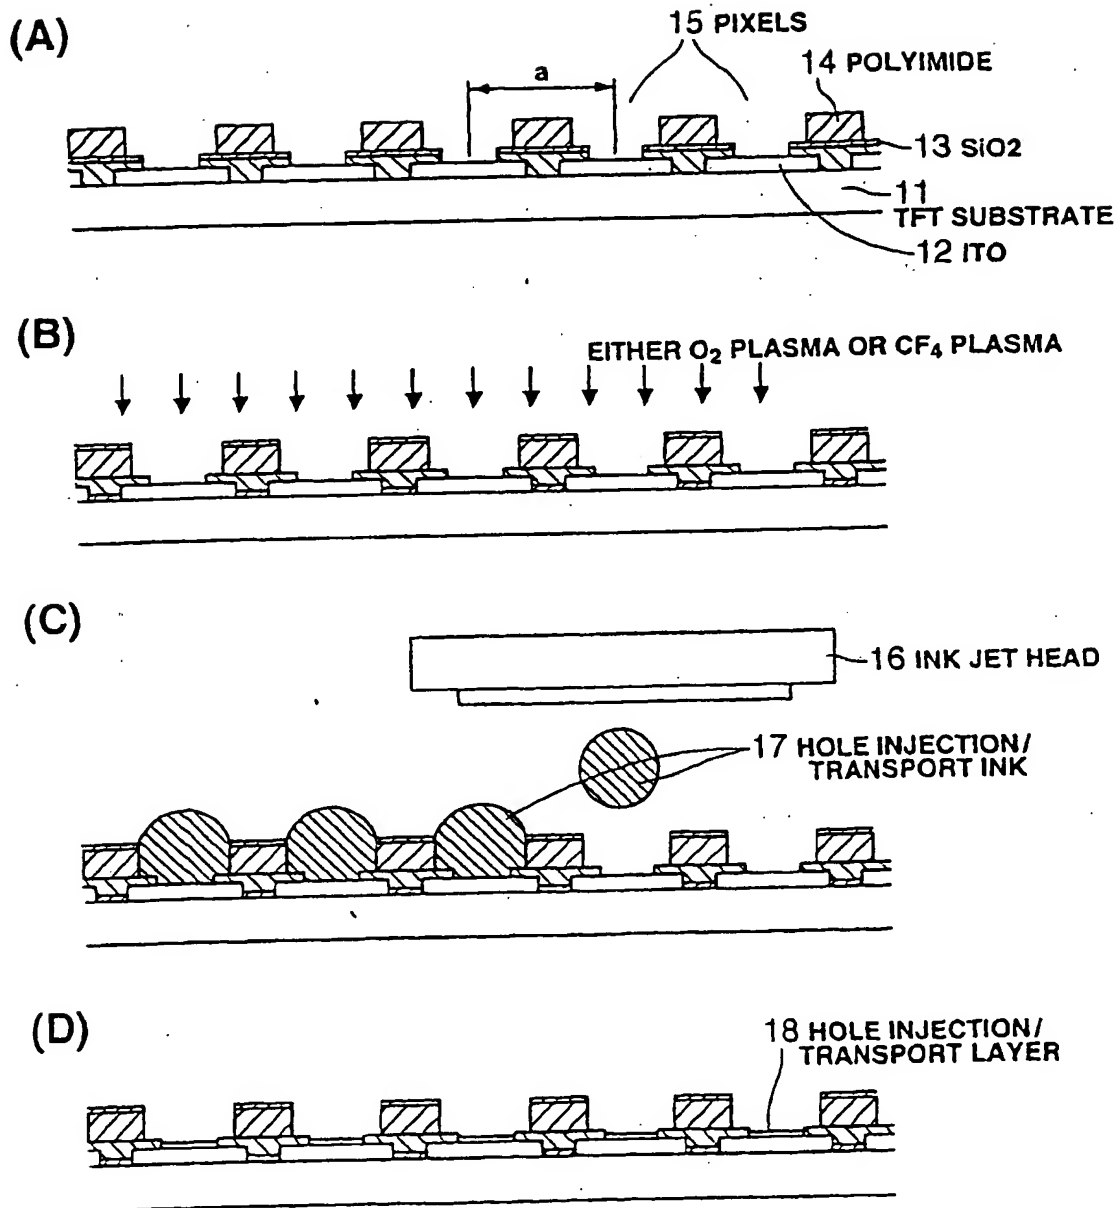 (A)
15 PIXELS
14 POLYIMIDE
a
13 SiO2
11
TFT SUBSTRATE
12 ITO
(B)
EITHER O₂ PLASMA OR CF₄ PLASMA
(C)
16 INK JET HEAD
17 HOLE INJECTION/
TRANSPORT INK
(D)
18 HOLE INJECTION/
TRANSPORT LAYER